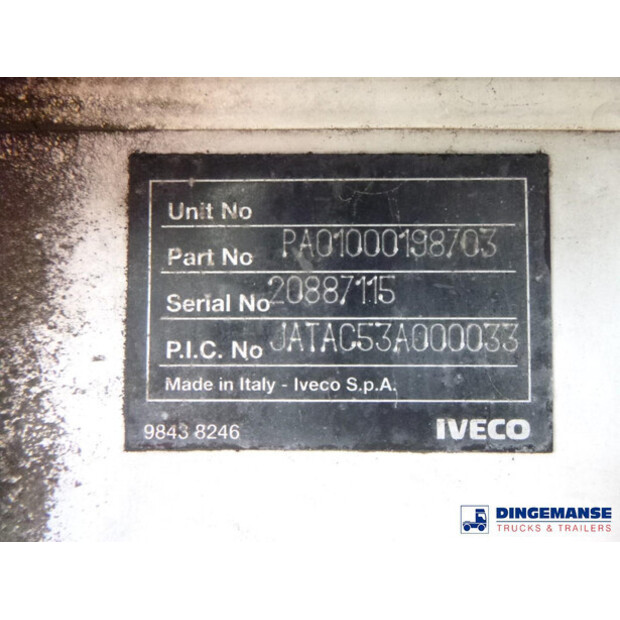 Unit No
Part No PA01000198703
Serial No 20887115
P.I.C. No JATAC53A000033
Made in Italy - Iveco S.p.A.
9843 8246 IVECO
DINGEMANSE
TRUCKS & TRAILERS